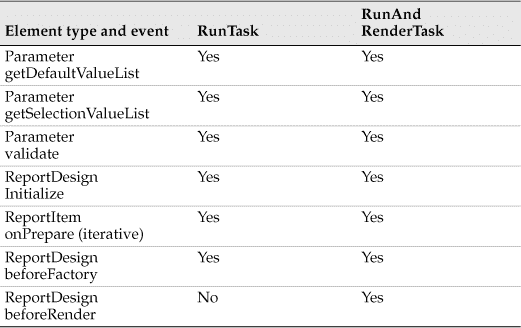 Element type and event RunTask RunAnd
RenderTask
Parameter Yes Yes
getDefaultValueList
Parameter Yes Yes
getSelectionValueList
Parameter Yes Yes
validate
ReportDesign Yes Yes
Initialize
ReportItem Yes Yes
onPrepare (iterative)
ReportDesign Yes Yes
beforeFactory
ReportDesign No Yes
beforeRender